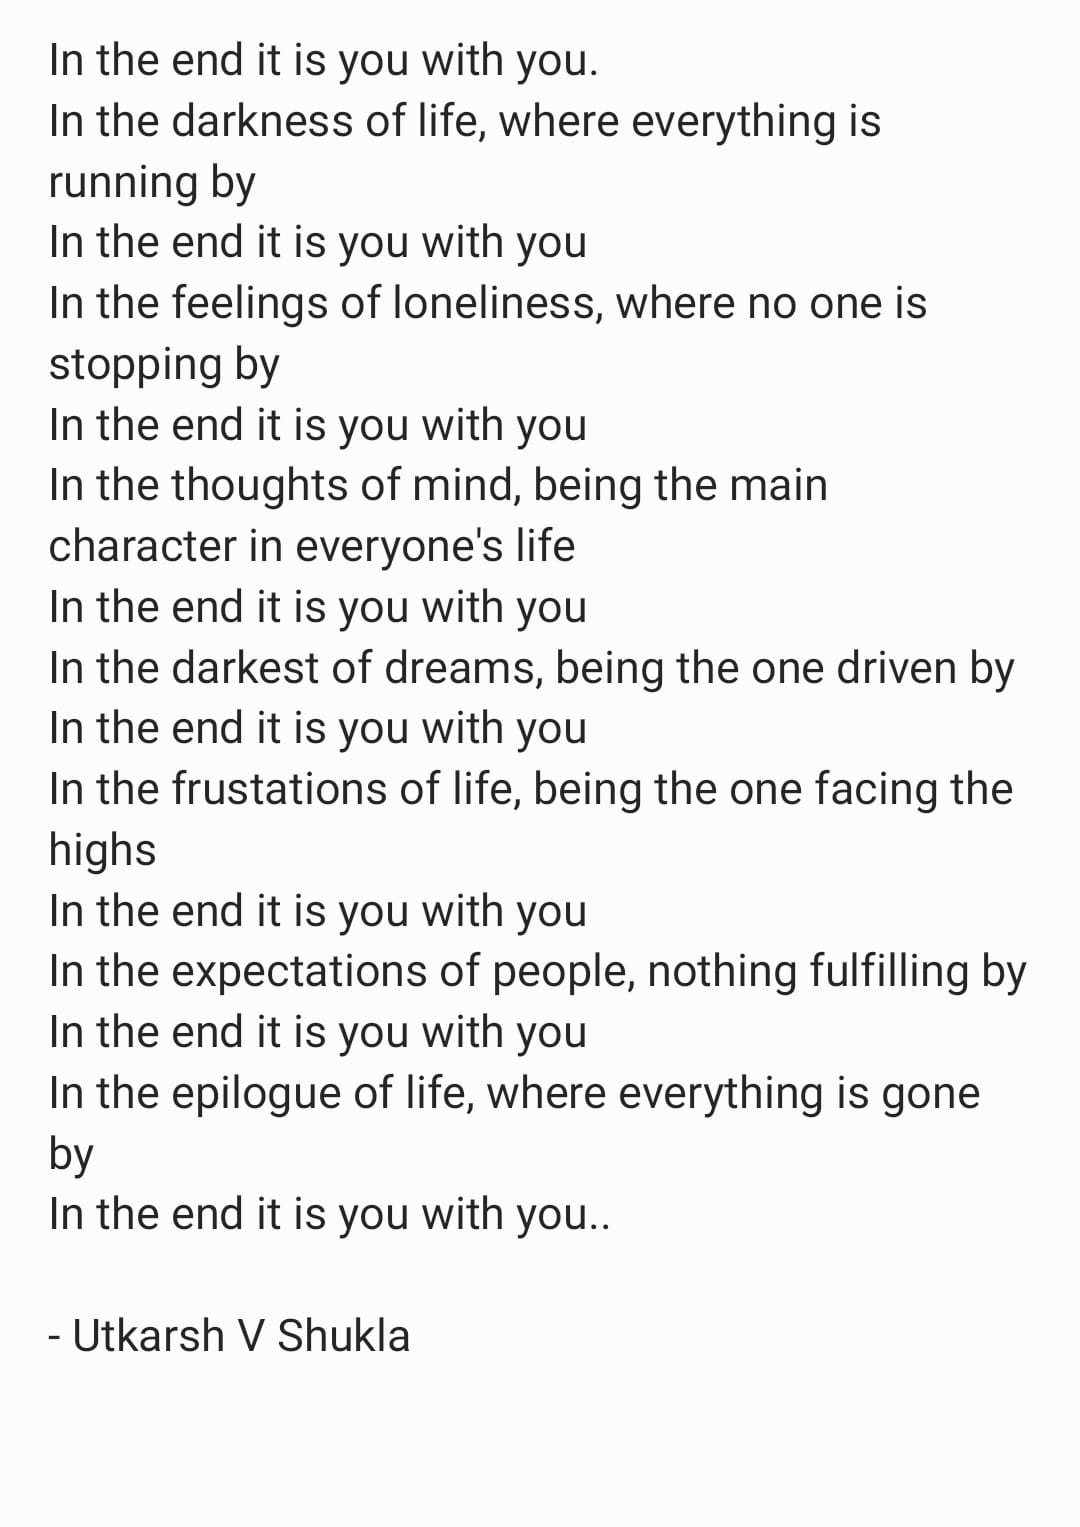 In the end it is you with you.
In the darkness of life, where everything is
running by
In the end it is you with you
In the feelings of loneliness, where no one is
stopping by
In the end it is you with you
In the thoughts of mind, being the main
character in everyone's life
In the end it is you with you
In the darkest of dreams, being the one driven by
In the end it is you with you
In the frustations of life, being the one facing the
highs
In the end it is you with you
In the expectations of people, nothing fulfilling by
In the end it is you with you
In the epilogue of life, where everything is gone
by
In the end it is you with you..
- Utkarsh V Shukla